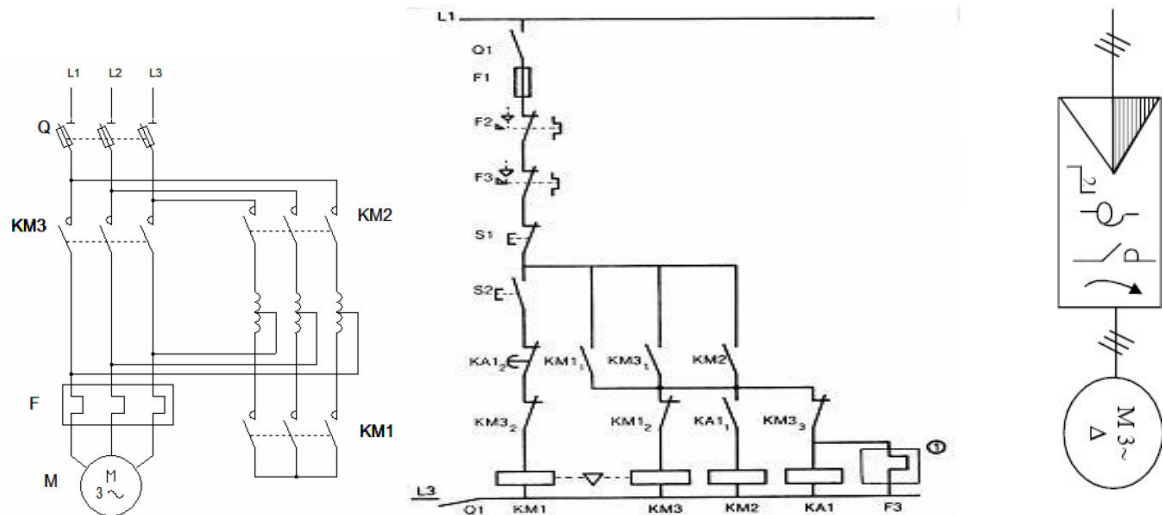 L1 L2 L3
Q
KM3
KM2
F
KM1
M
M
3 ~
L1
Q1
F1
F2
F3
S1
S2
KA1₂ KM1₁ KM3₁ KM2
KM3₂ KM1₂ KA1₁ KM3₃
1
L3
Q1 KM1 KM3 KM2 KA1 F3
2
M 3~
Δ